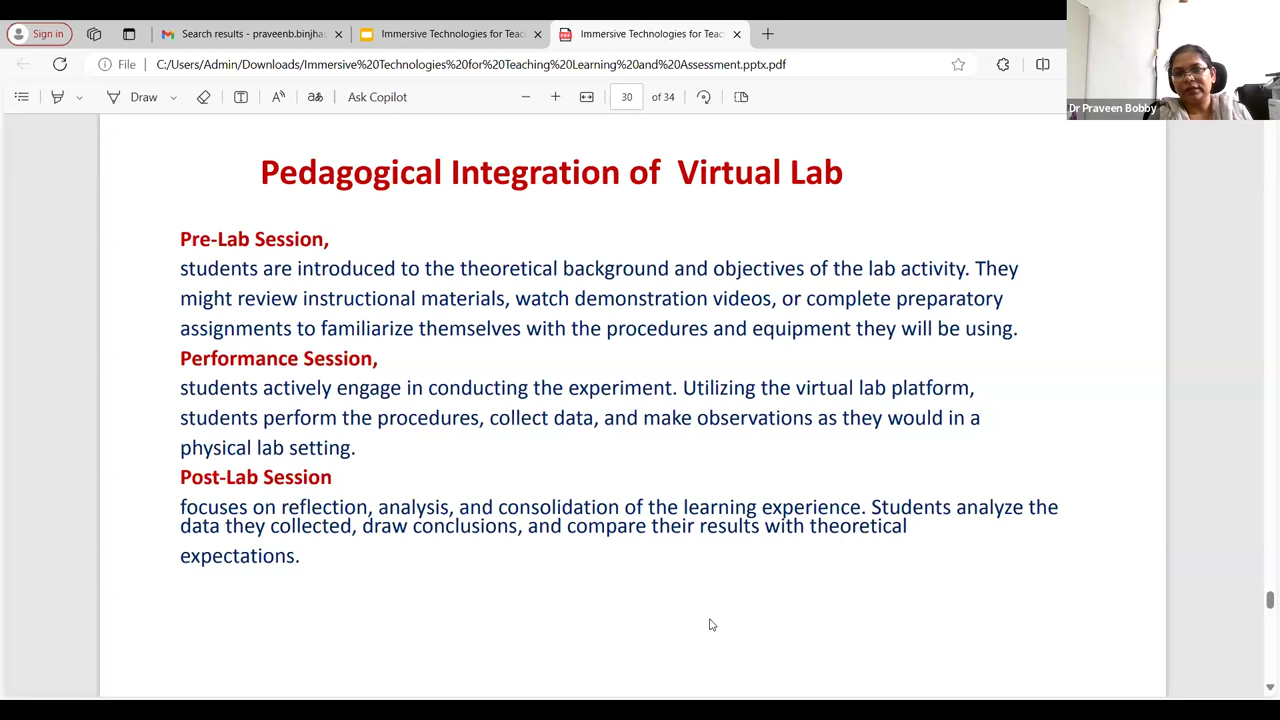 Sign in
Search results - praveenb.binjha
Immersive Technologies for Teac
Immersive Technologies for Teac
File
C:/Users/Admin/Downloads/Immersive%20Technologies%20for%20Teaching%20Learning%20and%20Assessment.pptx.pdf
Draw
Ask Copilot
30
of 34
Dr Praveen Bobby
Pedagogical Integration of Virtual Lab
Pre-Lab Session,
students are introduced to the theoretical background and objectives of the lab activity. They
might review instructional materials, watch demonstration videos, or complete preparatory
assignments to familiarize themselves with the procedures and equipment they will be using.
Performance Session,
students actively engage in conducting the experiment. Utilizing the virtual lab platform,
students perform the procedures, collect data, and make observations as they would in a
physical lab setting.
Post-Lab Session
focuses on reflection, analysis, and consolidation of the learning experience. Students analyze the
data they collected, draw conclusions, and compare their results with theoretical
expectations.